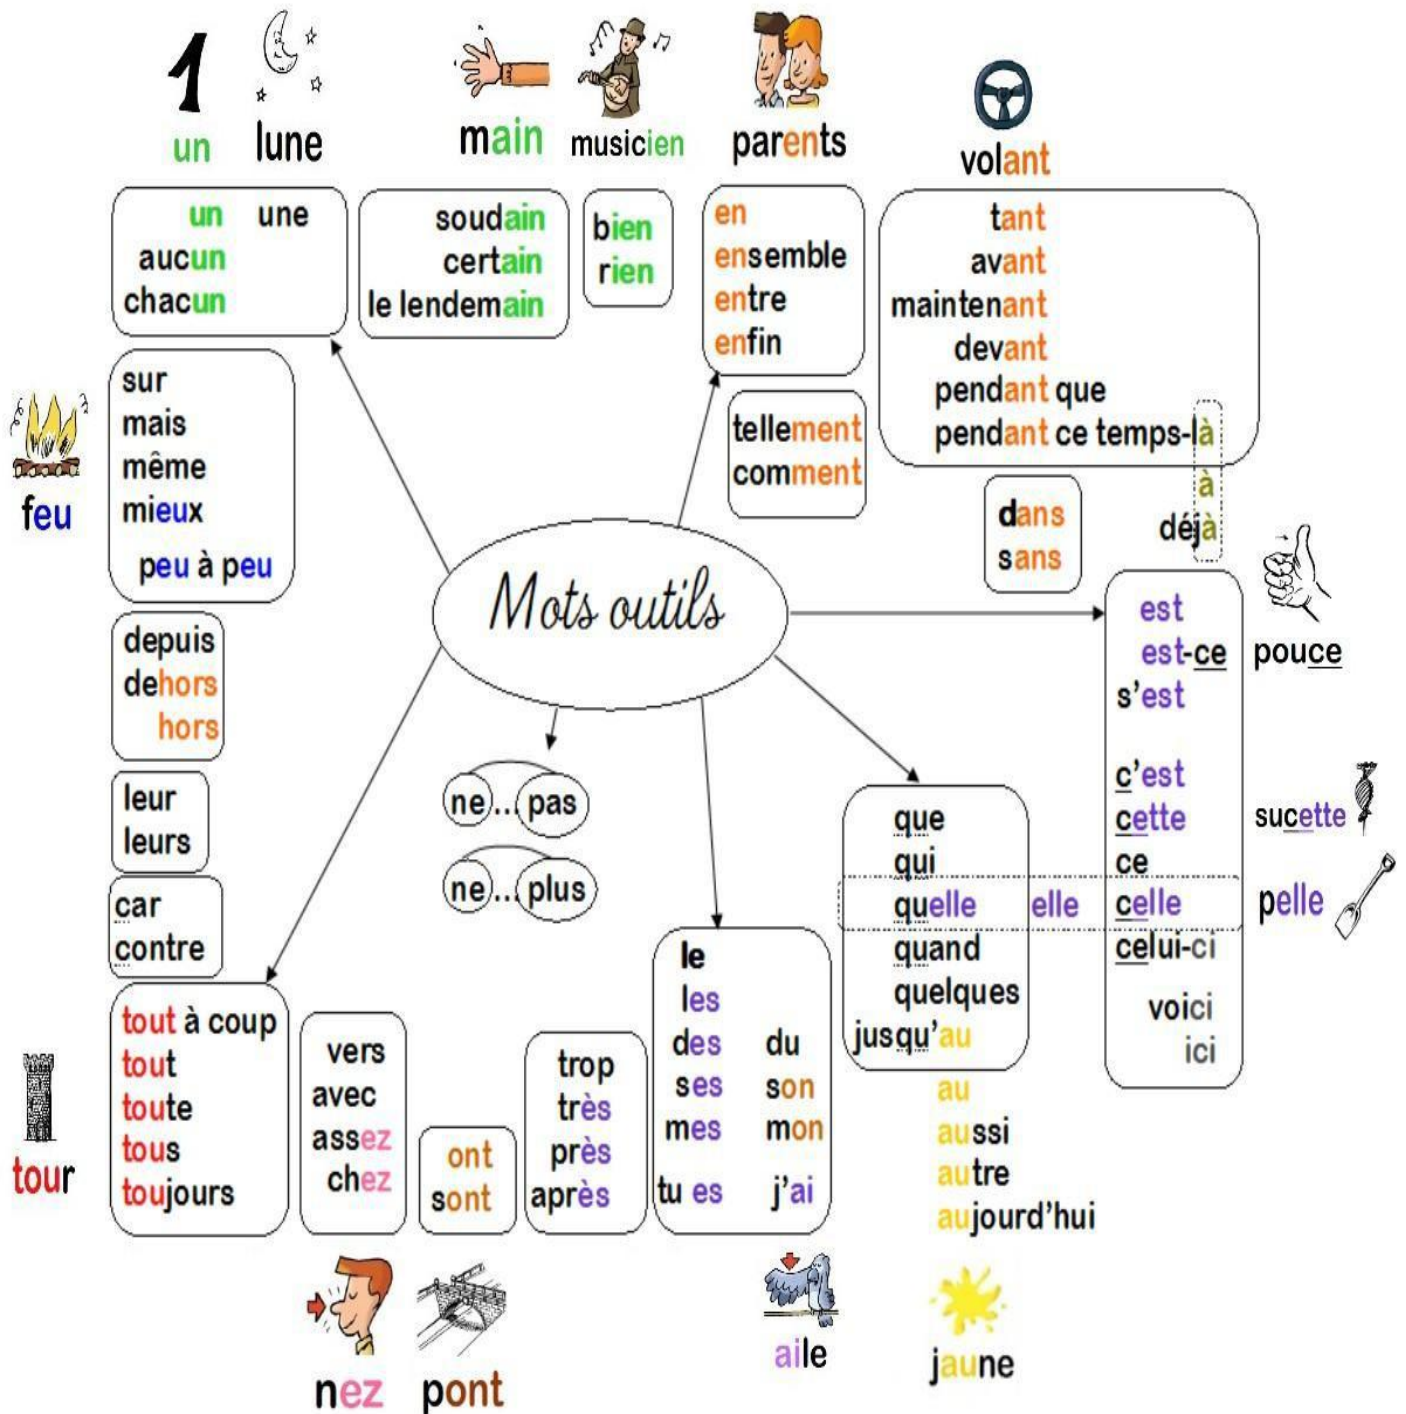 1
un
lune
main
musicien
parents
volant
un une
aucun
chacun
soudain
certain
le lendemain
bien
rien
en
ensemble
entre
enfin
tellement
comment
tant
avant
maintenant
devant
pendant que
pendant ce temps-là
à
déjà
dans
sans
feu
sur
mais
même
mieux
peu à peu
Mots outils
est
est-ce
s'est
c'est
cette
ce
celle
celui-ci
voici
ici
pouce
sucette
pelle
depuis
dehors
hors
leur
leurs
car
contre
ne...pas
ne...plus
que
qui
quelle elle
quand
quelques
jusqu'au
au
aussi
autre
aujourd'hui
jaune
tour
tout à coup
tout
toute
tous
toujours
vers
avec
assez
chez
nez
ont
sont
pont
trop
très
près
après
le
les
des du
ses son
mes mon
tu es j'ai
aile